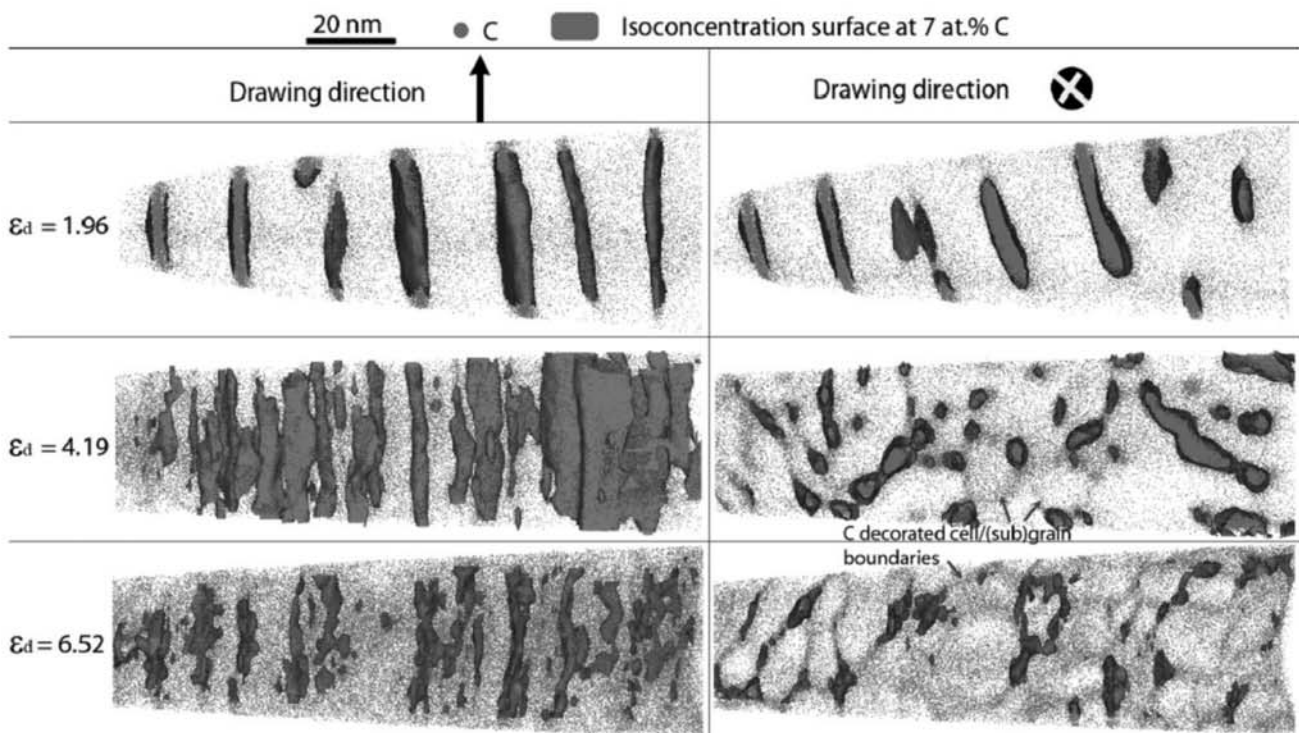 20 nm
C
Isoconcentration surface at 7 at.% C
Drawing direction
Drawing direction
εd = 1.96
εd = 4.19
C decorated cell/(sub)grain
boundaries
εd = 6.52